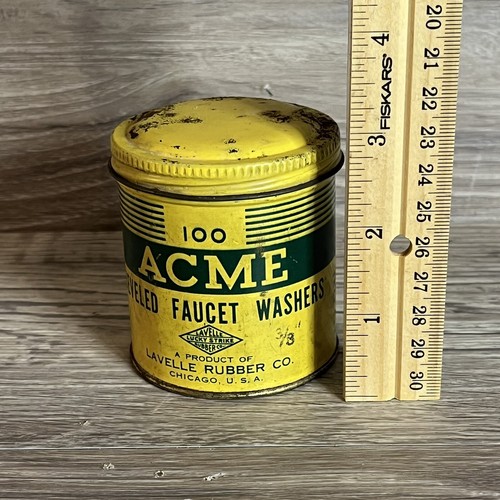 100
ACME
VELED FAUCET WASHERS
LAVELLE
LUCKY STRIKE
RUBBER CO.
3/8"
A PRODUCT OF
LAVELLE RUBBER CO.
CHICAGO, U.S.A.
FISKARS
4
3
2
1
20
21
22
23
24
25
26
27
28
29
30